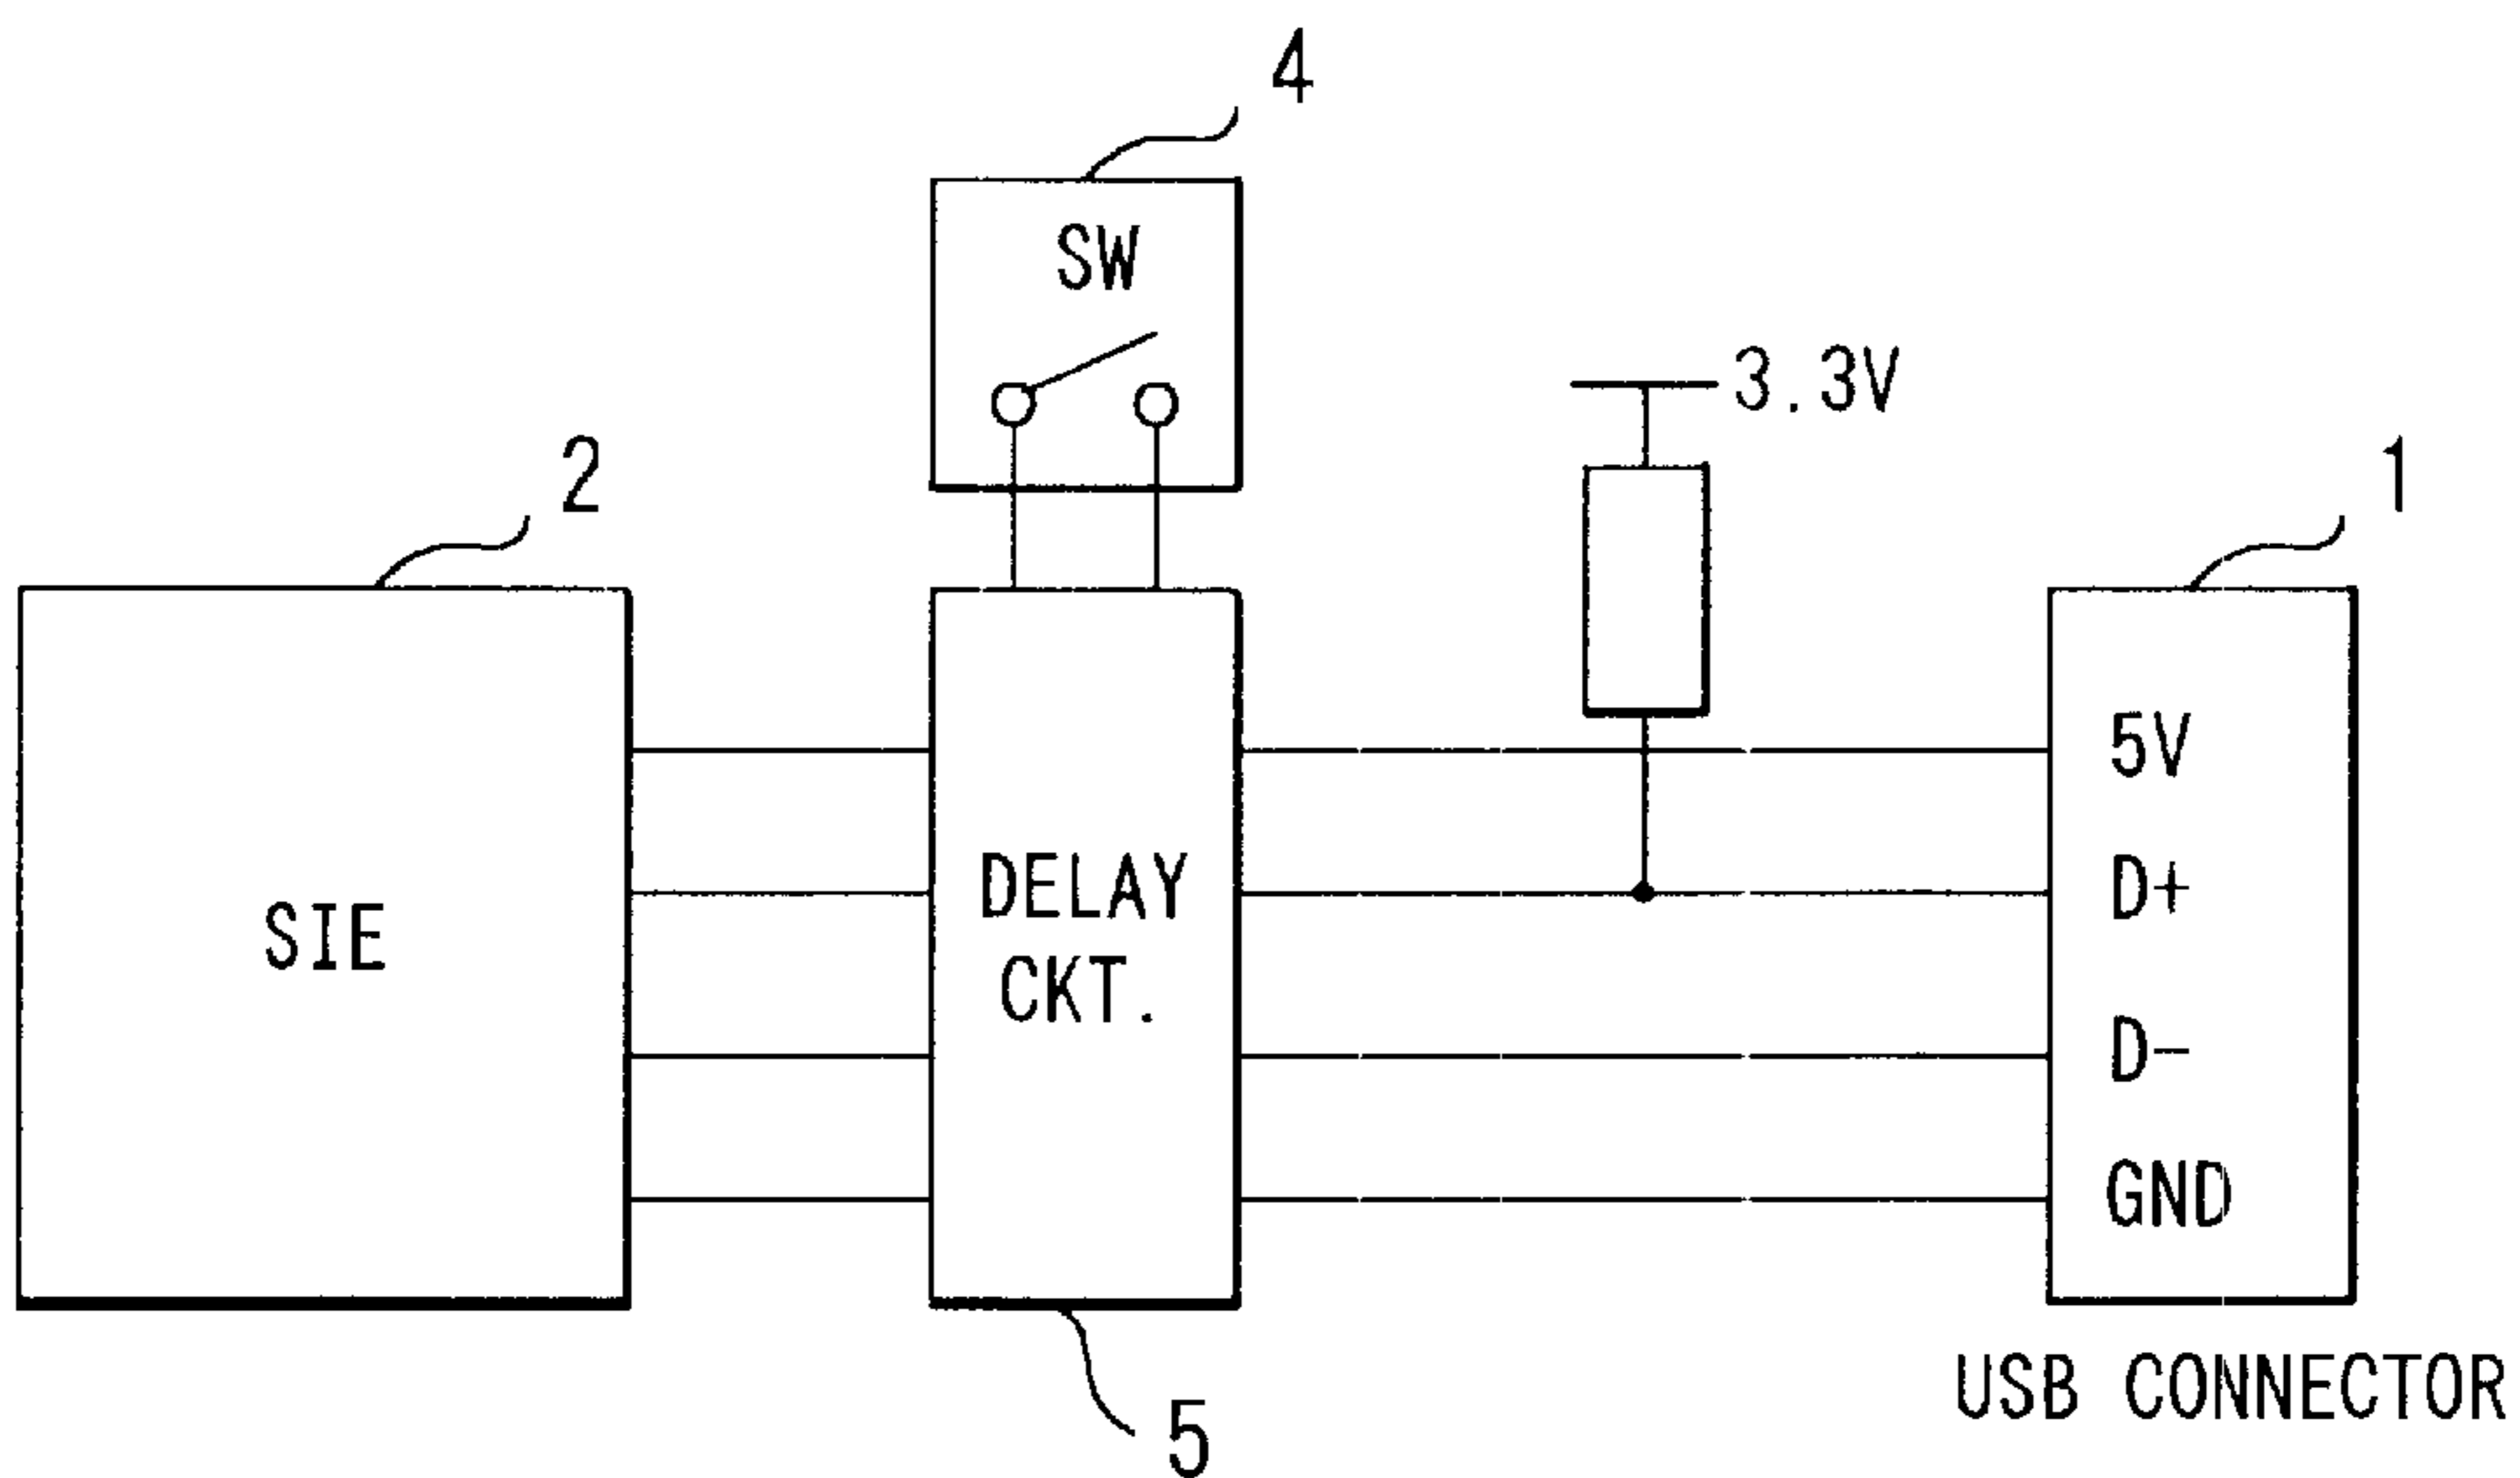 4
SW
3.3V
2
1
5V
D+
DELAY
CKT.
SIE
D-
GND
USB CONNECTOR
5